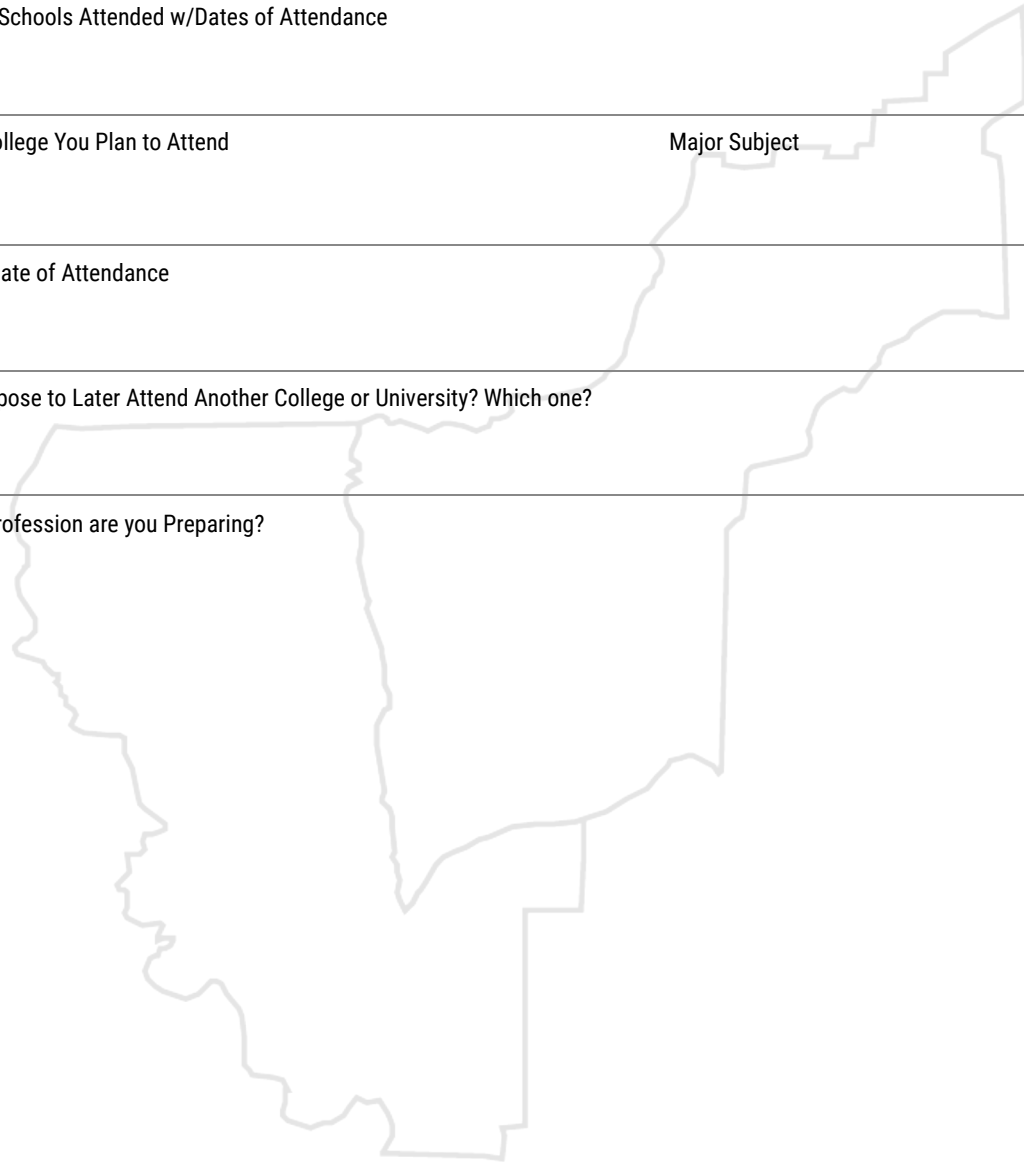 Schools Attended w/Dates of Attendance
ollege You Plan to Attend Major Subject
ate of Attendance
pose to Later Attend Another College or University? Which one?
rofession are you Preparing?